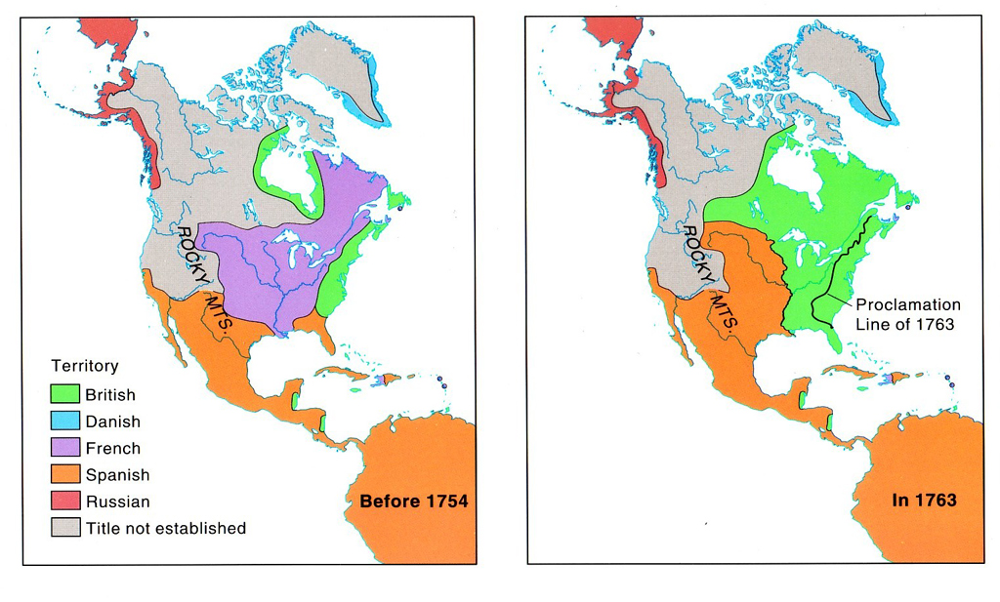 ROCKY MTS.
Territory
British
Danish
French
Spanish
Russian
Title not established
Before 1754
ROCKY MTS.
Proclamation
Line of 1763
In 1763